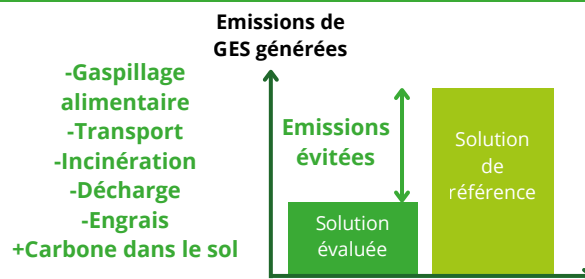 Emissions de
GES générées
-Gaspillage
alimentaire
-Transport
-Incinération
-Décharge
-Engrais
+Carbone dans le sol
Emissions
évitées
Solution
évaluée
Solution
de
référence